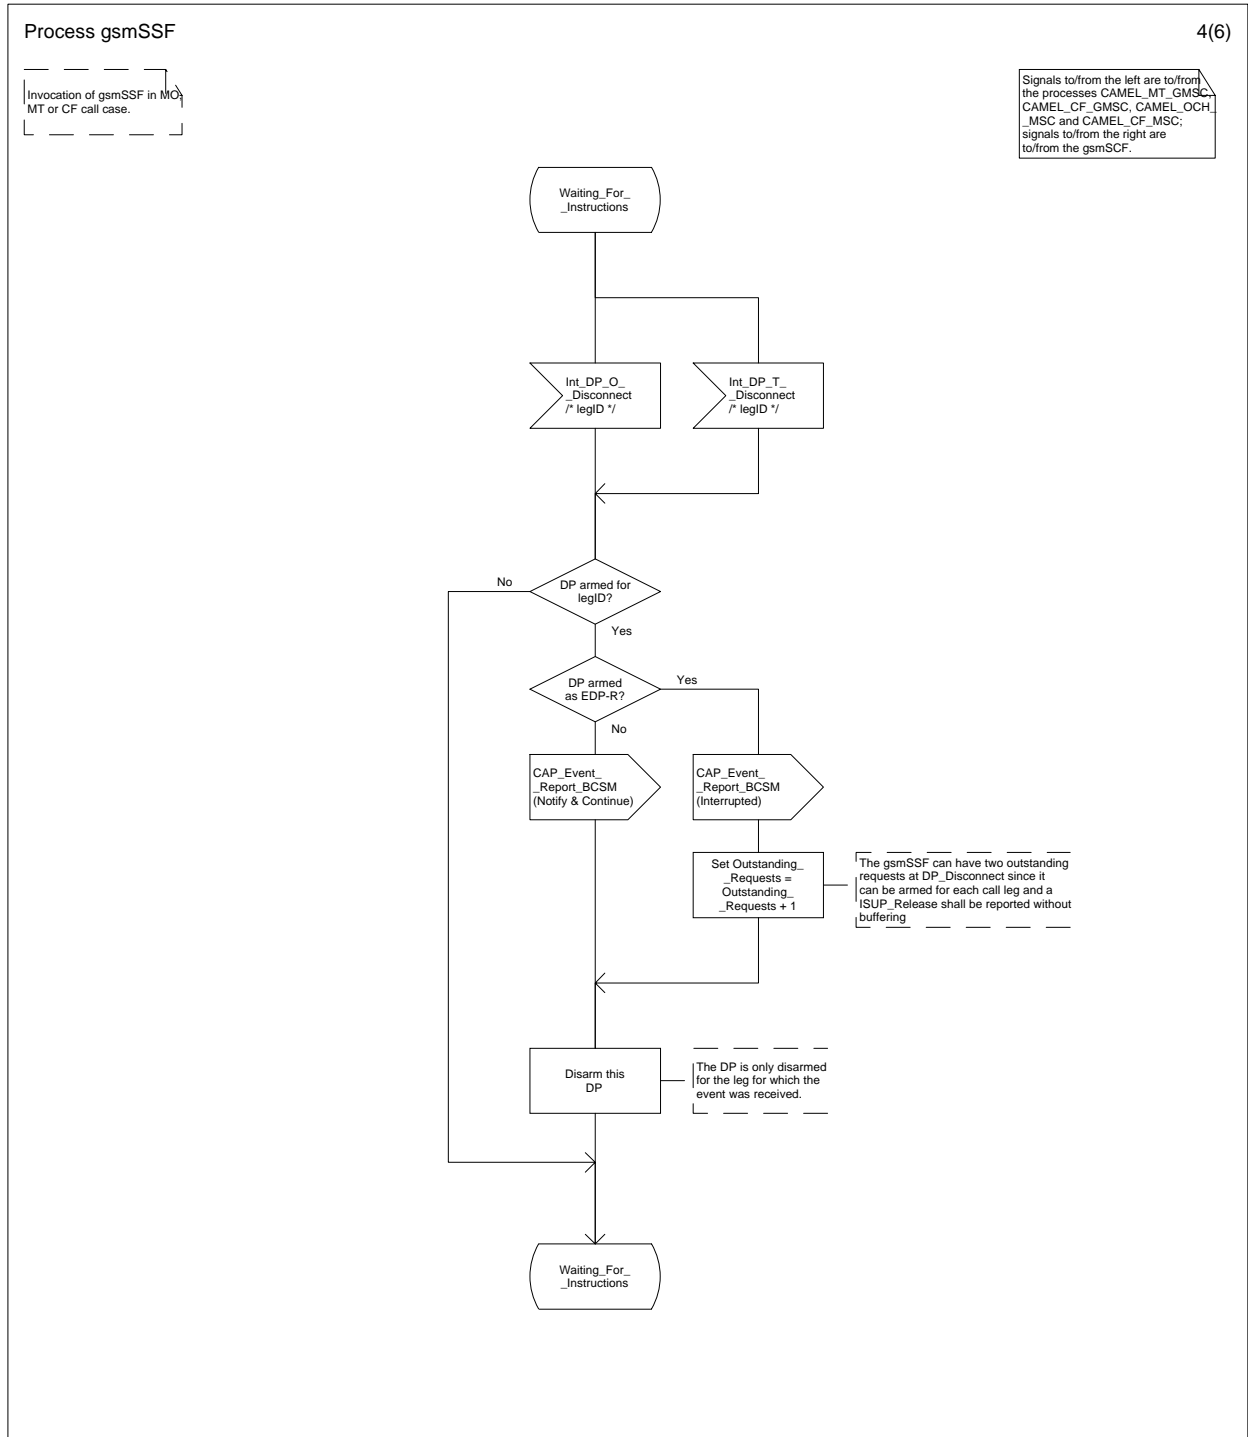 Process gsmSSF
4(6)
Invocation of gsmSSF in MO,
MT or CF call case.
Signals to/from the left are to/from
the processes CAMEL_MT_GMSC,
CAMEL_CF_GMSC, CAMEL_OCH_
_MSC and CAMEL_CF_MSC;
signals to/from the right are
to/from the gsmSCF.
Waiting_For_
_Instructions
Int_DP_O_
_Disconnect
/* legID */
Int_DP_T_
_Disconnect
/* legID */
DP armed for
legID?
No
Yes
DP armed
as EDP-R?
Yes
No
CAP_Event_
_Report_BCSM
(Notify & Continue)
CAP_Event_
_Report_BCSM
(Interrupted)
Set Outstanding_
_Requests =
Outstanding_
_Requests + 1
The gsmSSF can have two outstanding
requests at DP_Disconnect since it
can be armed for each call leg and a
ISUP_Release shall be reported without
buffering
Disarm this
DP
The DP is only disarmed
for the leg for which the
event was received.
Waiting_For_
_Instructions